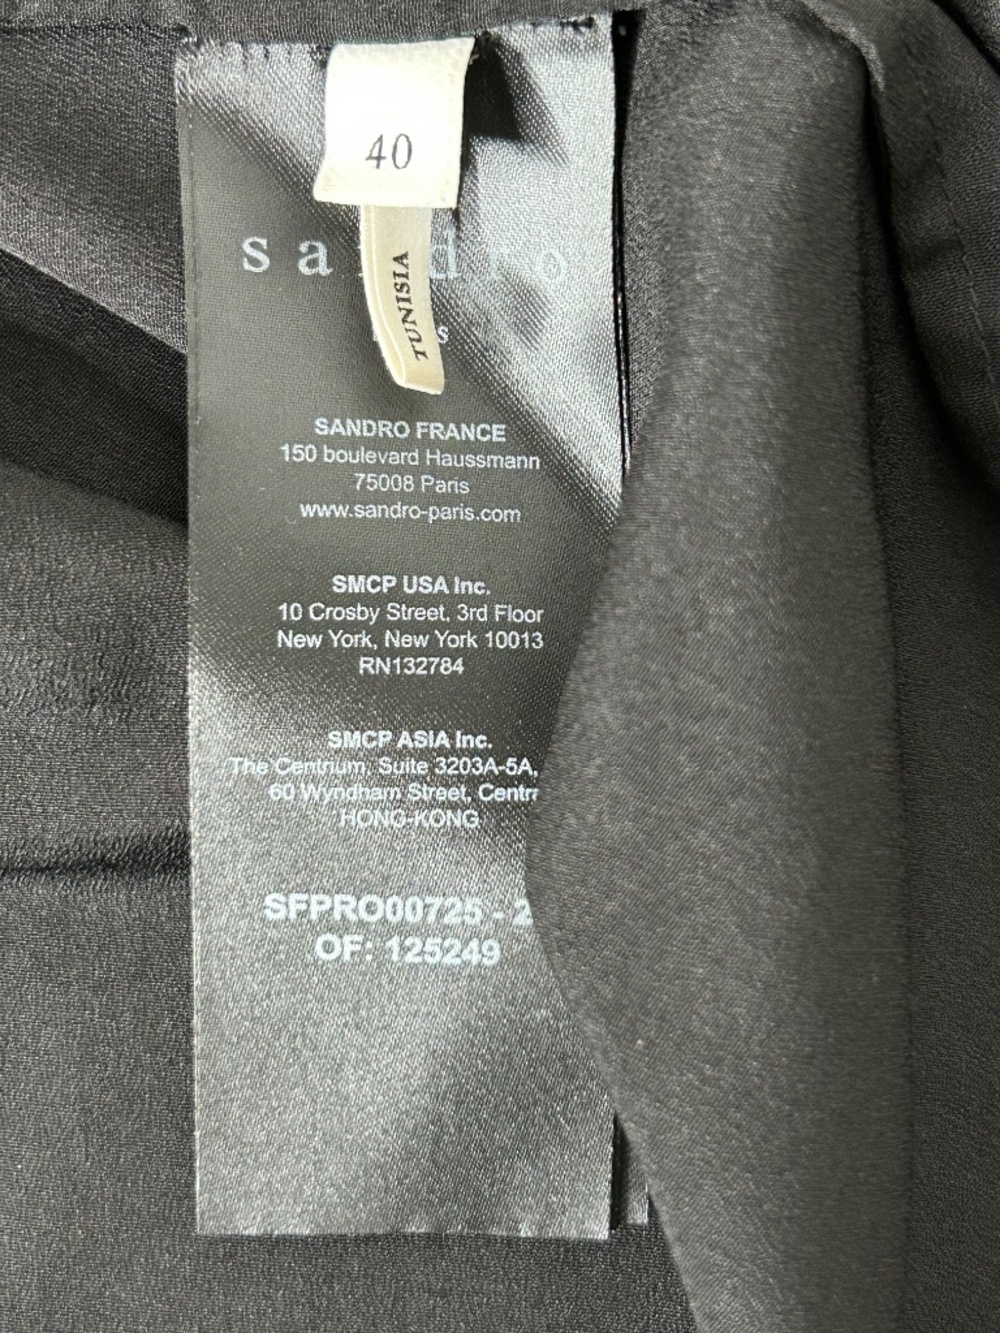 40
TUNISIA
SANDRO FRANCE
150 boulevard Haussmann
75008 Paris
www.sandro-paris.com
SMCP USA Inc.
10 Crosby Street, 3rd Floor
New York, New York 10013
RN132784
SMCP ASIA Inc.
The Centrium, Suite 3203A-5A,
60 Wyndham Street,
HONG-KONG
SFPRO00725 - 2
OF: 125249